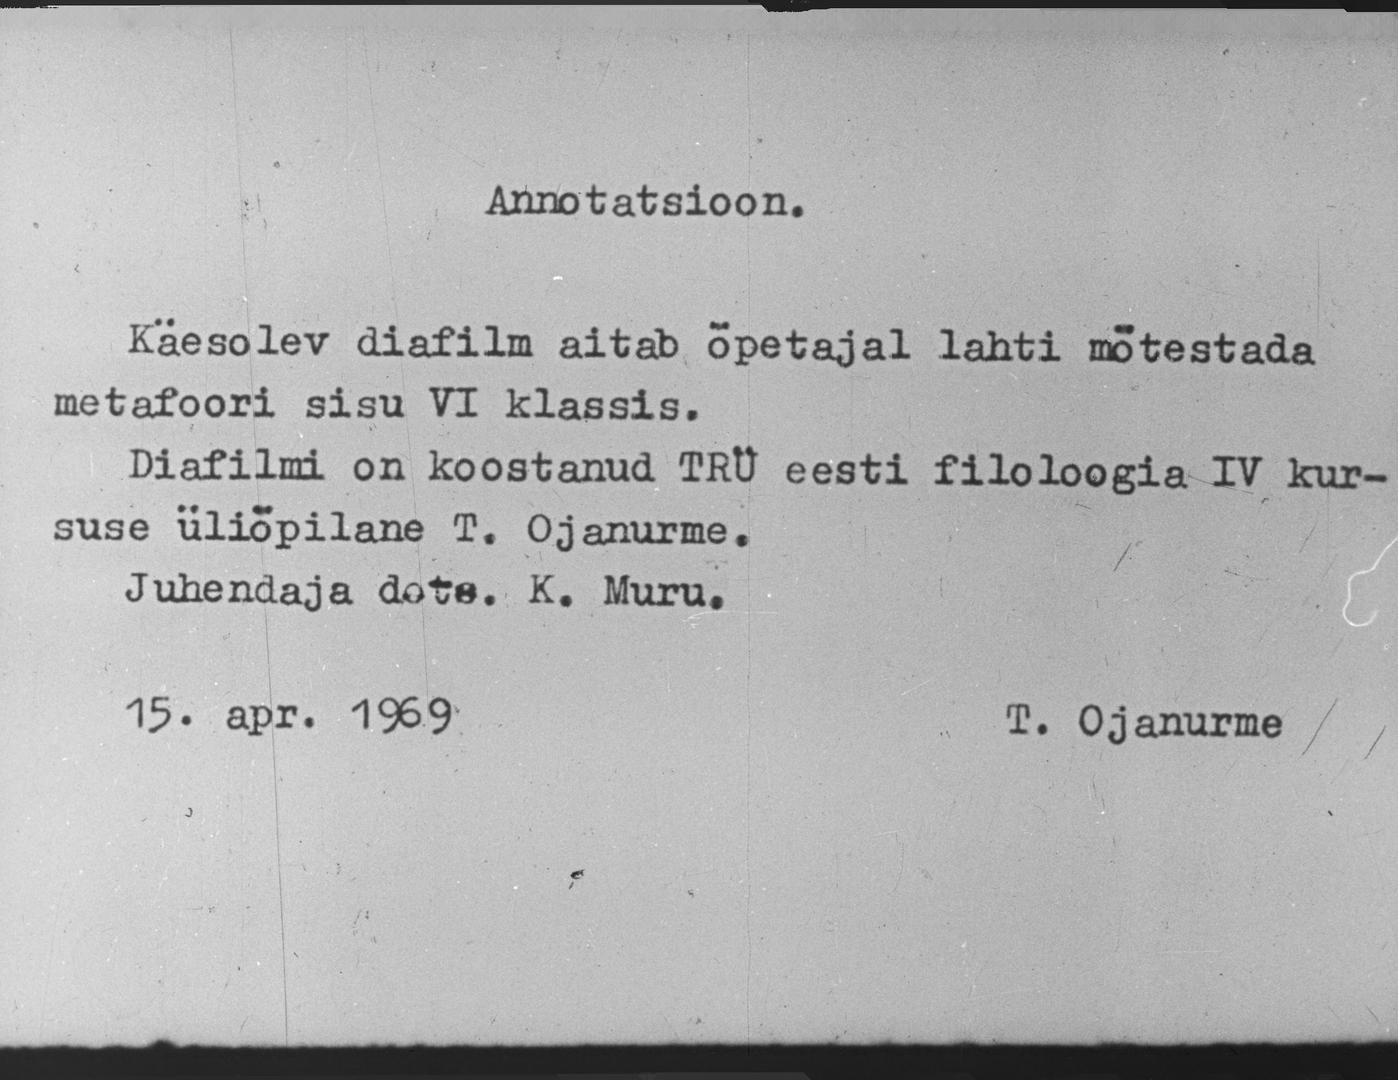 Annotatsioon.
Käesolev diafilm aitab õpetajal lahti mõtestada
metafoori sisu VI klassis.
Diafilmi on koostanud TRÜ eesti filoloogia IV kur-
suse üliõpilane T. Ojanurme.
Juhendaja dots. K. Muru.
15. apr. 1969
T. Ojanurme